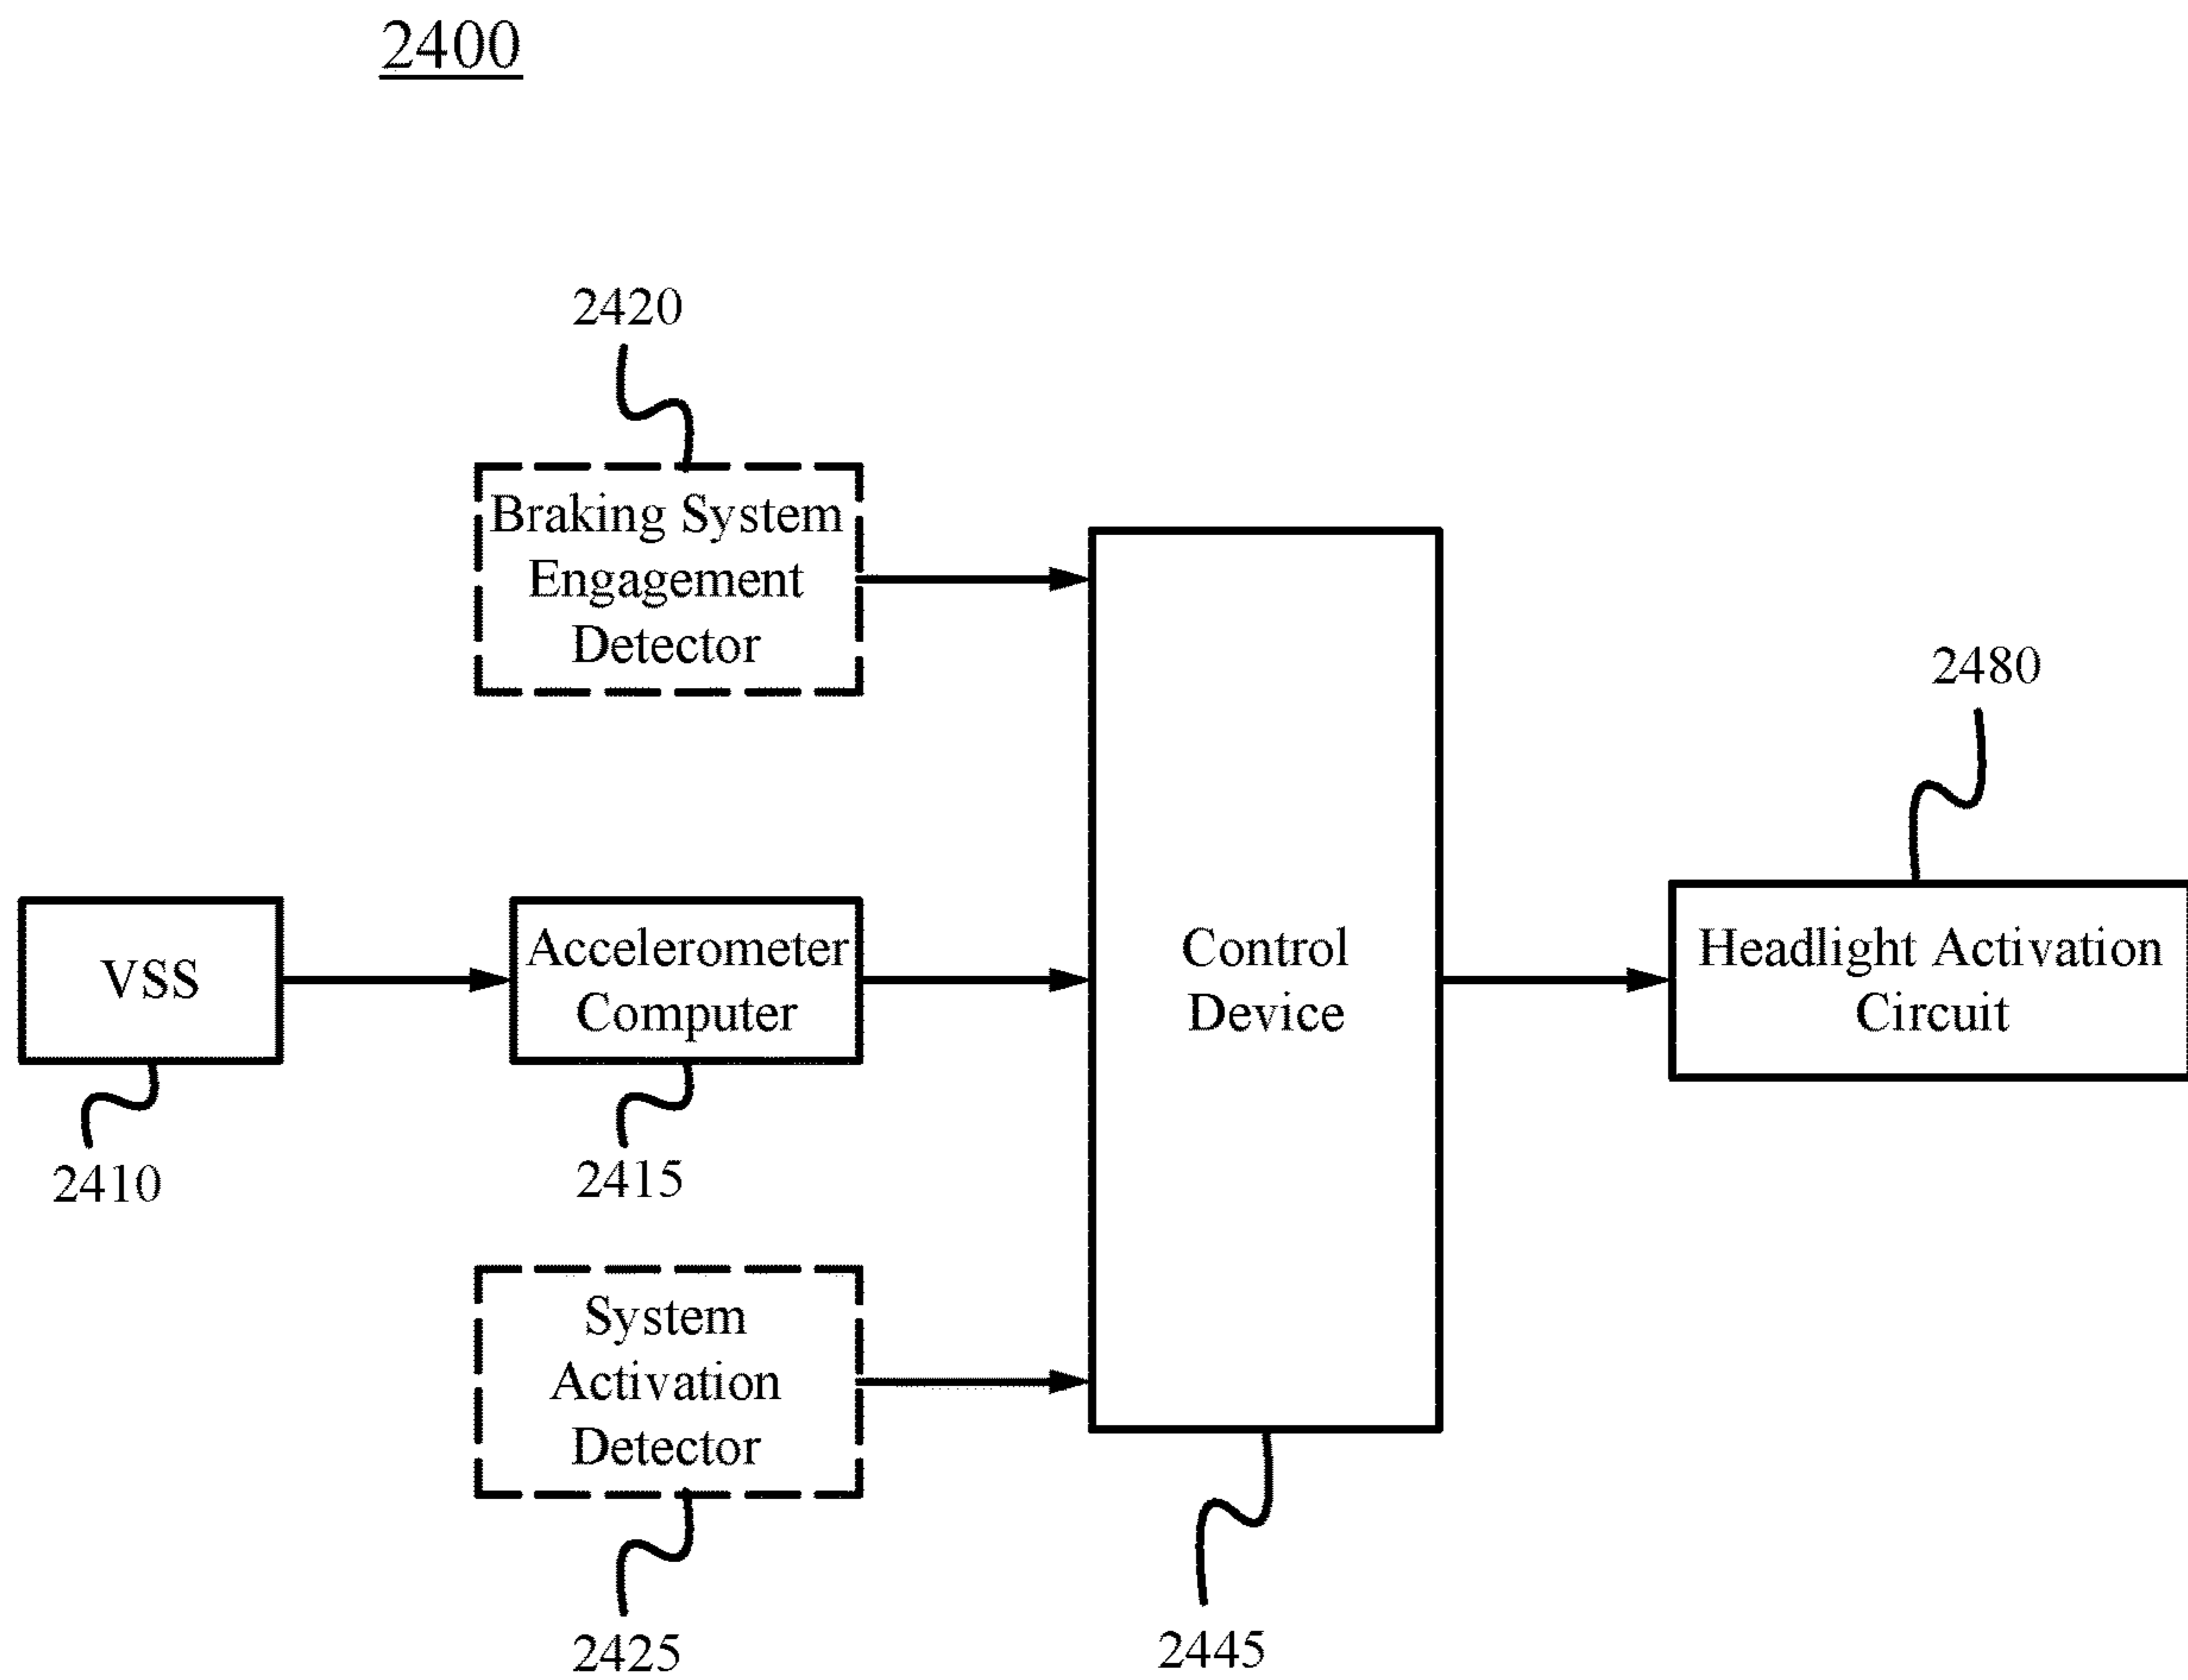 2400
2420
Braking System
Engagement
Detector
2480
VSS
Accelerometer
Computer
Control
Device
Headlight Activation
Circuit
2410
2415
System
Activation
Detector
2425
2445